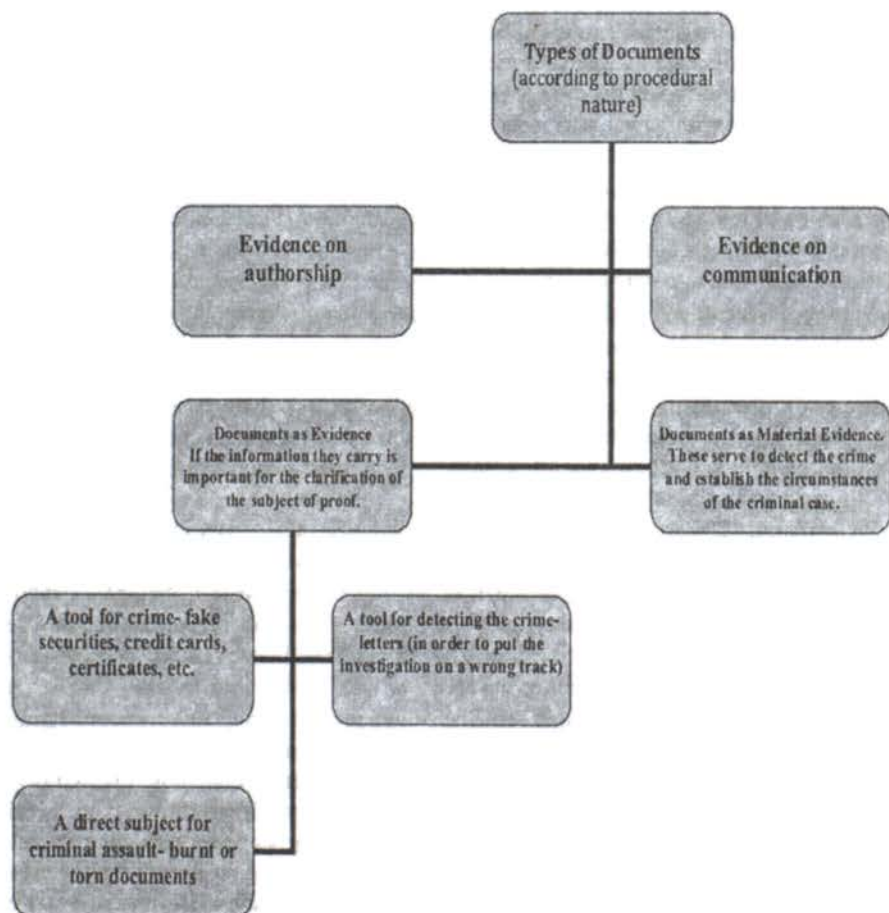 Types of Documents
(according to procedural
nature)
Evidence on
authorship
Evidence on
communication
Documents as Evidence
If the information they carry is
important for the clarification of
the subject of proof.
Documents as Material Evidence.
These serve to detect the crime
and establish the circumstances
of the criminal case.
A tool for crime- fake
securities, credit cards,
certificates, etc.
A tool for detecting the crime-
letters (in order to put the
investigation on a wrong track)
A direct subject for
criminal assault- burnt or
torn documents